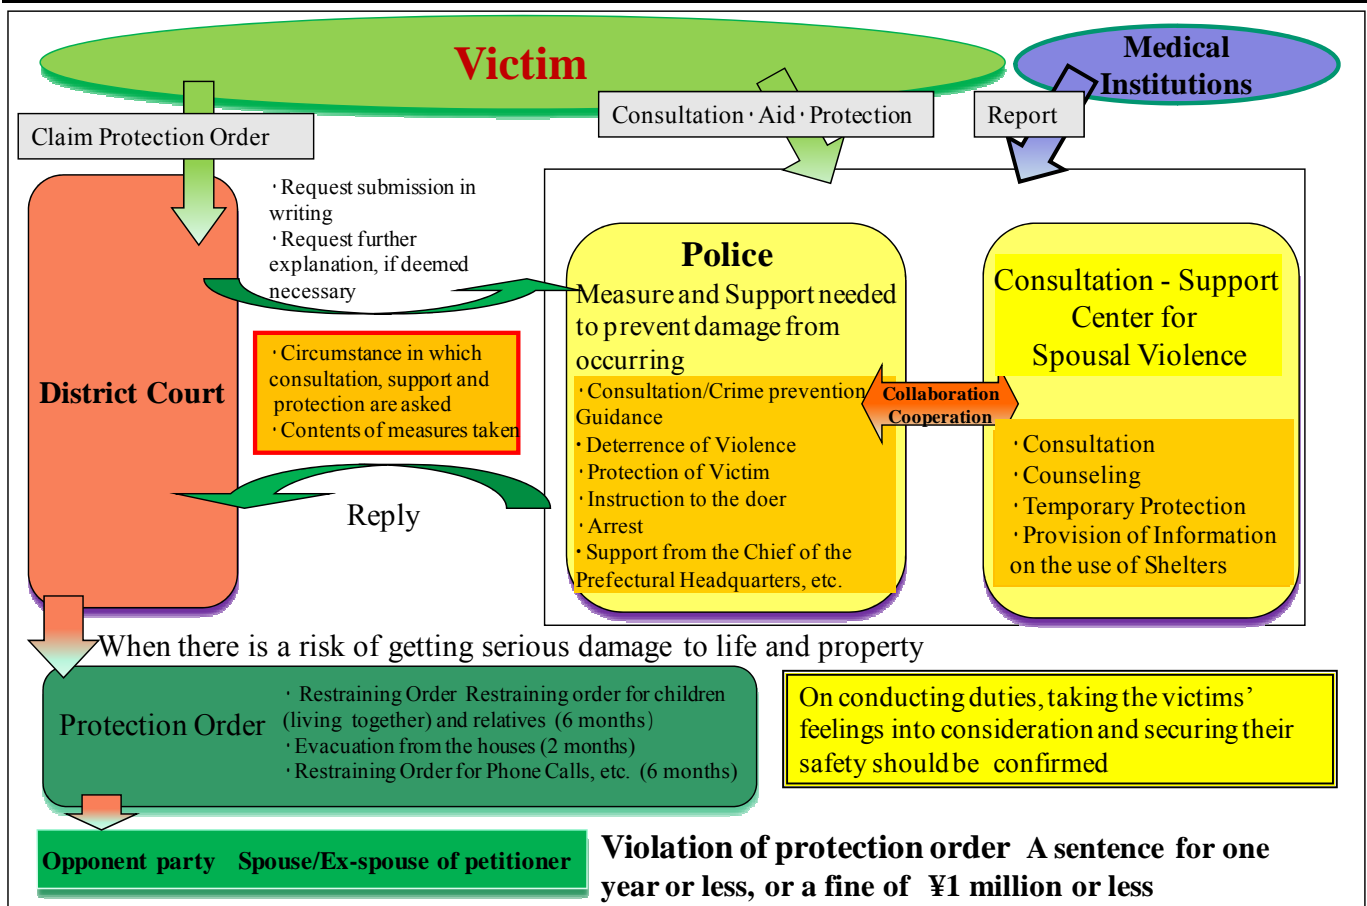 Victim
Medical
Institutions
Claim Protection Order
Consultation・Aid・Protection
Report
・Request submission in
writing
・Request further
explanation, if deemed
necessary
District Court
・Circumstance in which
consultation, support and
protection are asked
・Contents of measures taken
Reply
Police
Measure and Support needed
to prevent damage from
occurring
・Consultation/Crime prevention
Guidance
・Deterrence of Violence
・Protection of Victim
・Instruction to the doer
・Arrest
・Support from the Chief of the
Prefectural Headquarters, etc.
Collaboration
Cooperation
Consultation - Support
Center for
Spousal Violence
・Consultation
・Counseling
・Temporary Protection
・Provision of Information
on the use of Shelters
When there is a risk of getting serious damage to life and property
Protection Order
・Restraining Order Restraining order for children
(living together) and relatives (6 months)
・Evacuation from the houses (2 months)
・Restraining Order for Phone Calls, etc. (6 months)
On conducting duties, taking the victims’
feelings into consideration and securing their
safety should be confirmed
Opponent party Spouse/Ex-spouse of petitioner
Violation of protection order A sentence for one
year or less, or a fine of ¥1 million or less